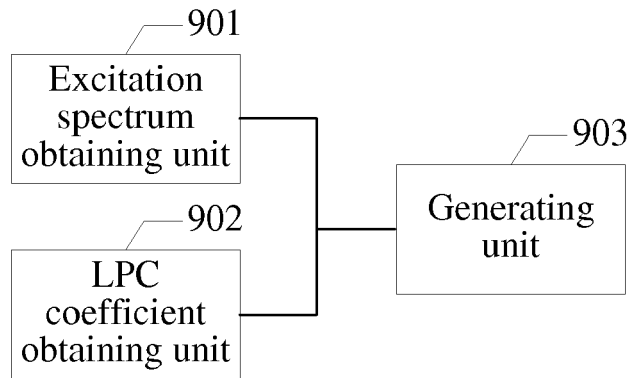 901
Excitation
spectrum
obtaining unit
902
LPC
coefficient
obtaining unit
903
Generating
unit